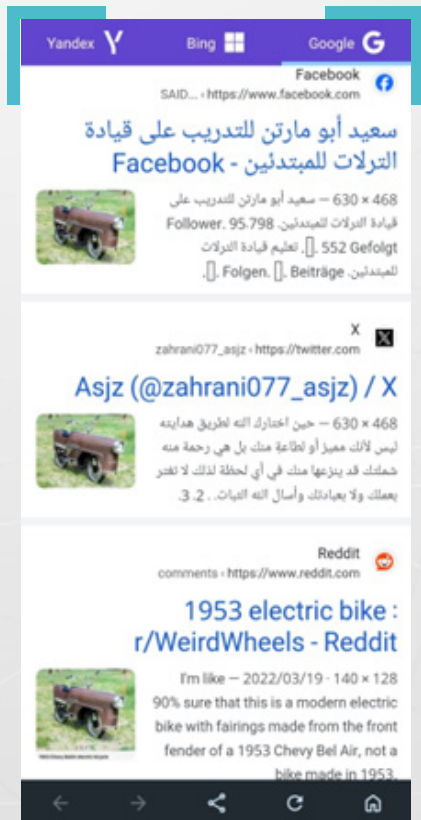 Yandex Bing Google
Facebook
SAID... › https://www.facebook.com
سعيد أبو مارتن للتدريب على قيادة
الترلات للمبتدئين - Facebook
630 × 468 — سعيد أبو مارتن للتدريب على
قيادة الترلات للمبتدئين. Follower. 95.798
552 Gefolgt. []. تعليم قيادة الترلات
للمبتدئين. Beiträge. []. Folgen. [].
X
zahrani077_asjz › https://twitter.com
Asjz (@zahrani077_asjz) / X
630 × 468 — حين اختارك الله لطريق هدايته
ليس لأنك مميز أو لطاعة منك بل هي رحمة منه
شملتك قد ينزعها منك في أي لحظة لذلك لا تغتر
بعملك ولا بعبادتك وأسال الله الثبات. . 2. 3.
Reddit
comments › https://www.reddit.com
1953 electric bike :
r/WeirdWheels - Reddit
I'm like — 2022/03/19 · 140 × 128
90% sure that this is a modern electric
bike with fairings made from the front
fender of a 1953 Chevy Bel Air, not a
bike made in 1953.